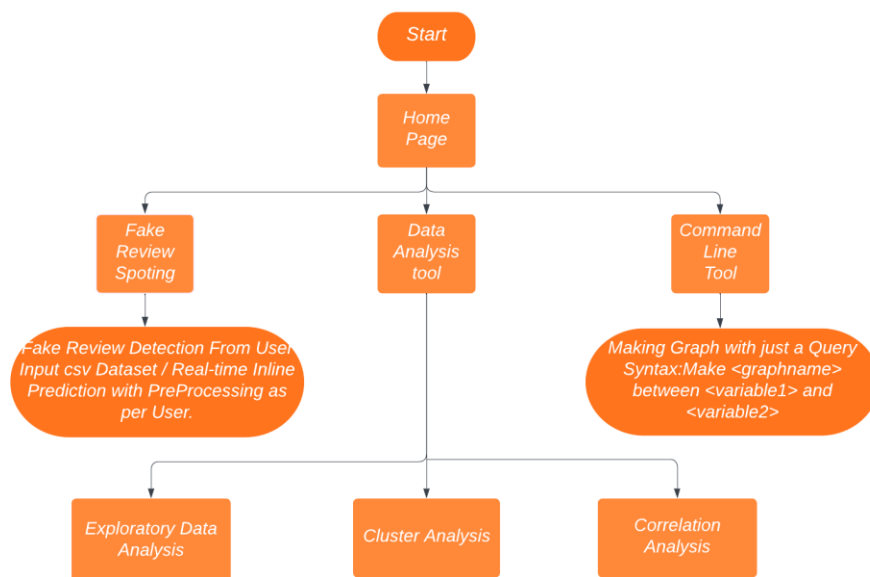 Start
Home
Page
Fake
Review
Spoting
Data
Analysis
tool
Command
Line
Tool
Fake Review Detection From User
Input csv Dataset / Real-time Inline
Prediction with PreProcessing as
per User.
Making Graph with just a Query
Syntax:Make <graphname>
between <variable1> and
<variable2>
Exploratory Data
Analysis
Cluster Analysis
Correlation
Analysis